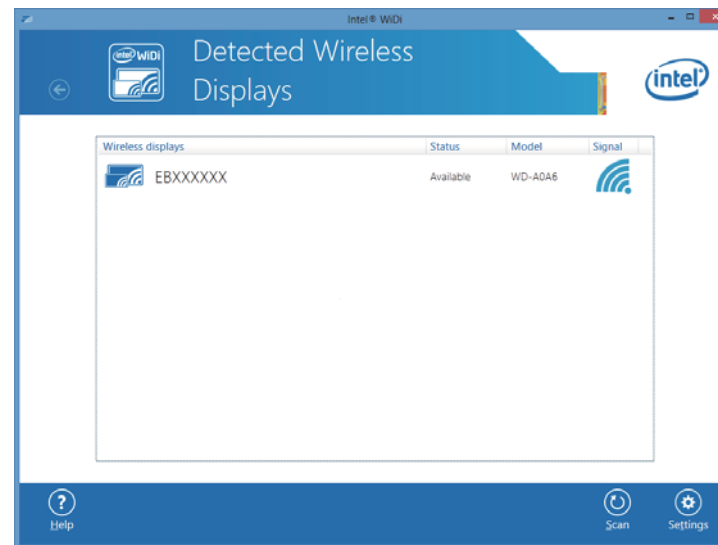 Intel® WiDi
intel WiDi
Detected Wireless
Displays
intel
Wireless displays Status Model Signal
EBXXXXXX Available WD-A0A6
Help Scan Settings